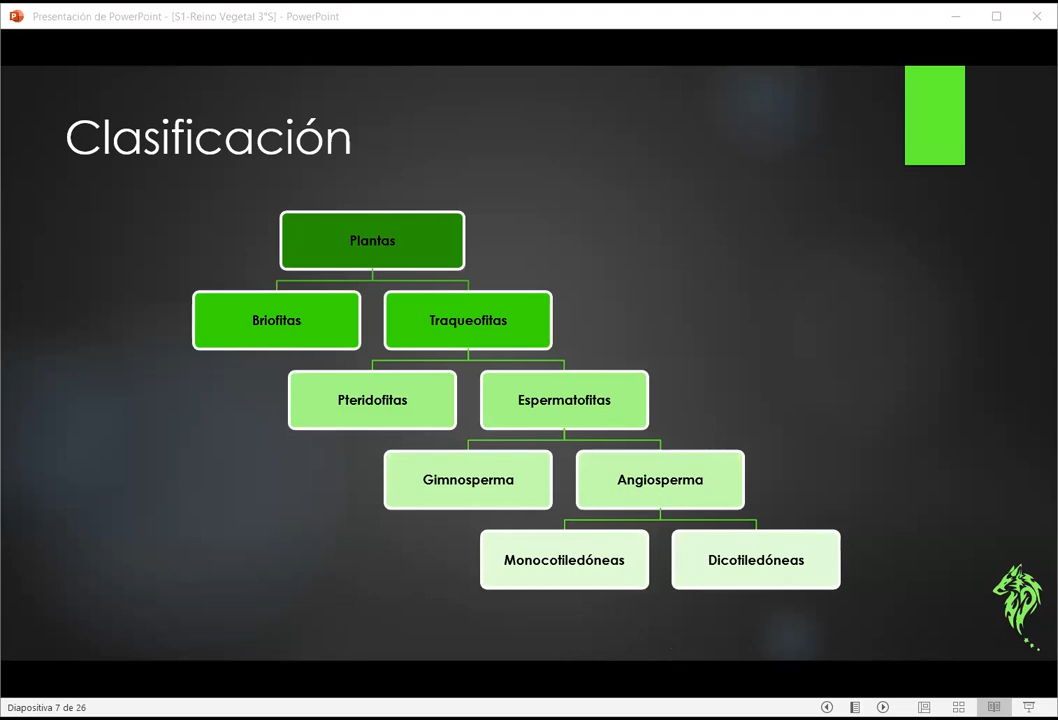 Presentación de PowerPoint - [S1-Reino Vegetal 3°S] - PowerPoint
Clasificación
Plantas
Briofitas
Traqueofitas
Pteridofitas
Espermatofitas
Gimnosperma
Angiosperma
Monocotiledóneas
Dicotiledóneas
Diapositiva 7 de 26